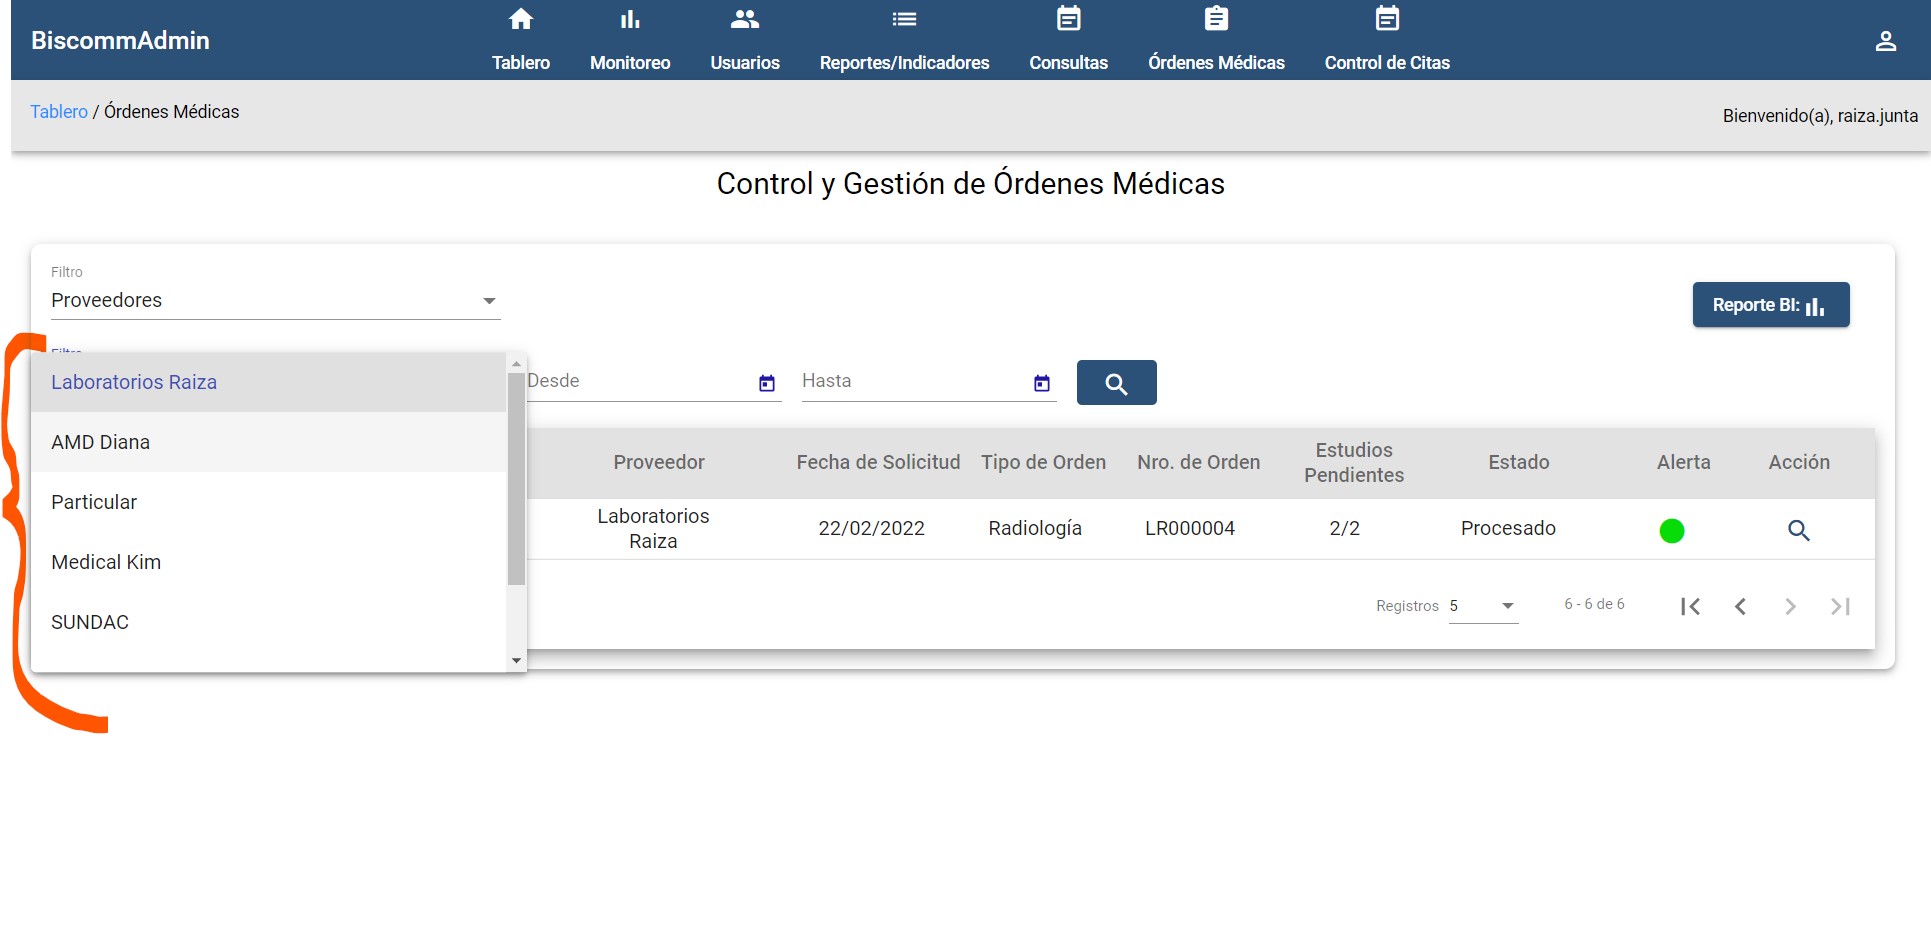 BiscommAdmin
Tablero
Monitoreo
Usuarios
Reportes/Indicadores
Consultas
Órdenes Médicas
Control de Citas
Tablero / Órdenes Médicas
Bienvenido(a), raiza.junta
Control y Gestión de Órdenes Médicas
Filtro
Proveedores
Reporte BI:
Filtro
Laboratorios Raiza
AMD Diana
Particular
Medical Kim
SUNDAC
Desde
Hasta
Proveedor
Fecha de Solicitud
Tipo de Orden
Nro. de Orden
Estudios
Pendientes
Estado
Alerta
Acción
Laboratorios
Raiza
22/02/2022
Radiología
LR000004
2/2
Procesado
Registros 5
6 - 6 de 6